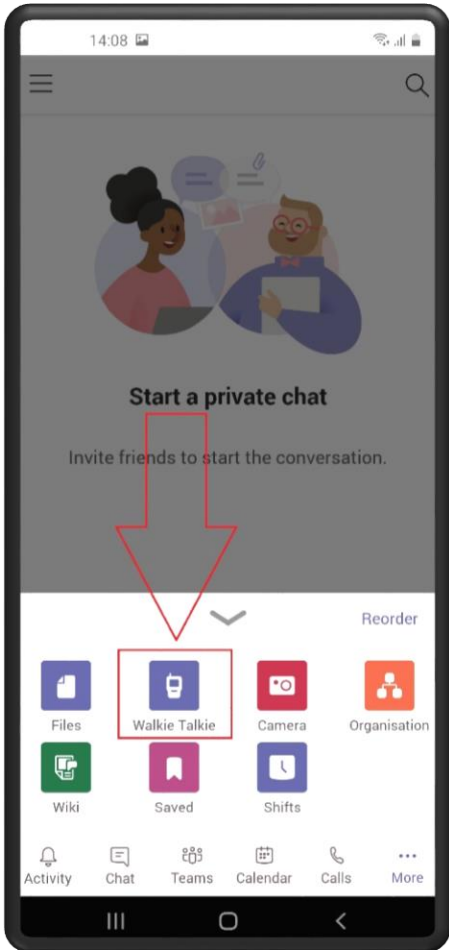 14:08
Start a private chat
Invite friends to start the conversation.
Reorder
Files Walkie Talkie Camera Organisation
Wiki Saved Shifts
Activity Chat Teams Calendar Calls More